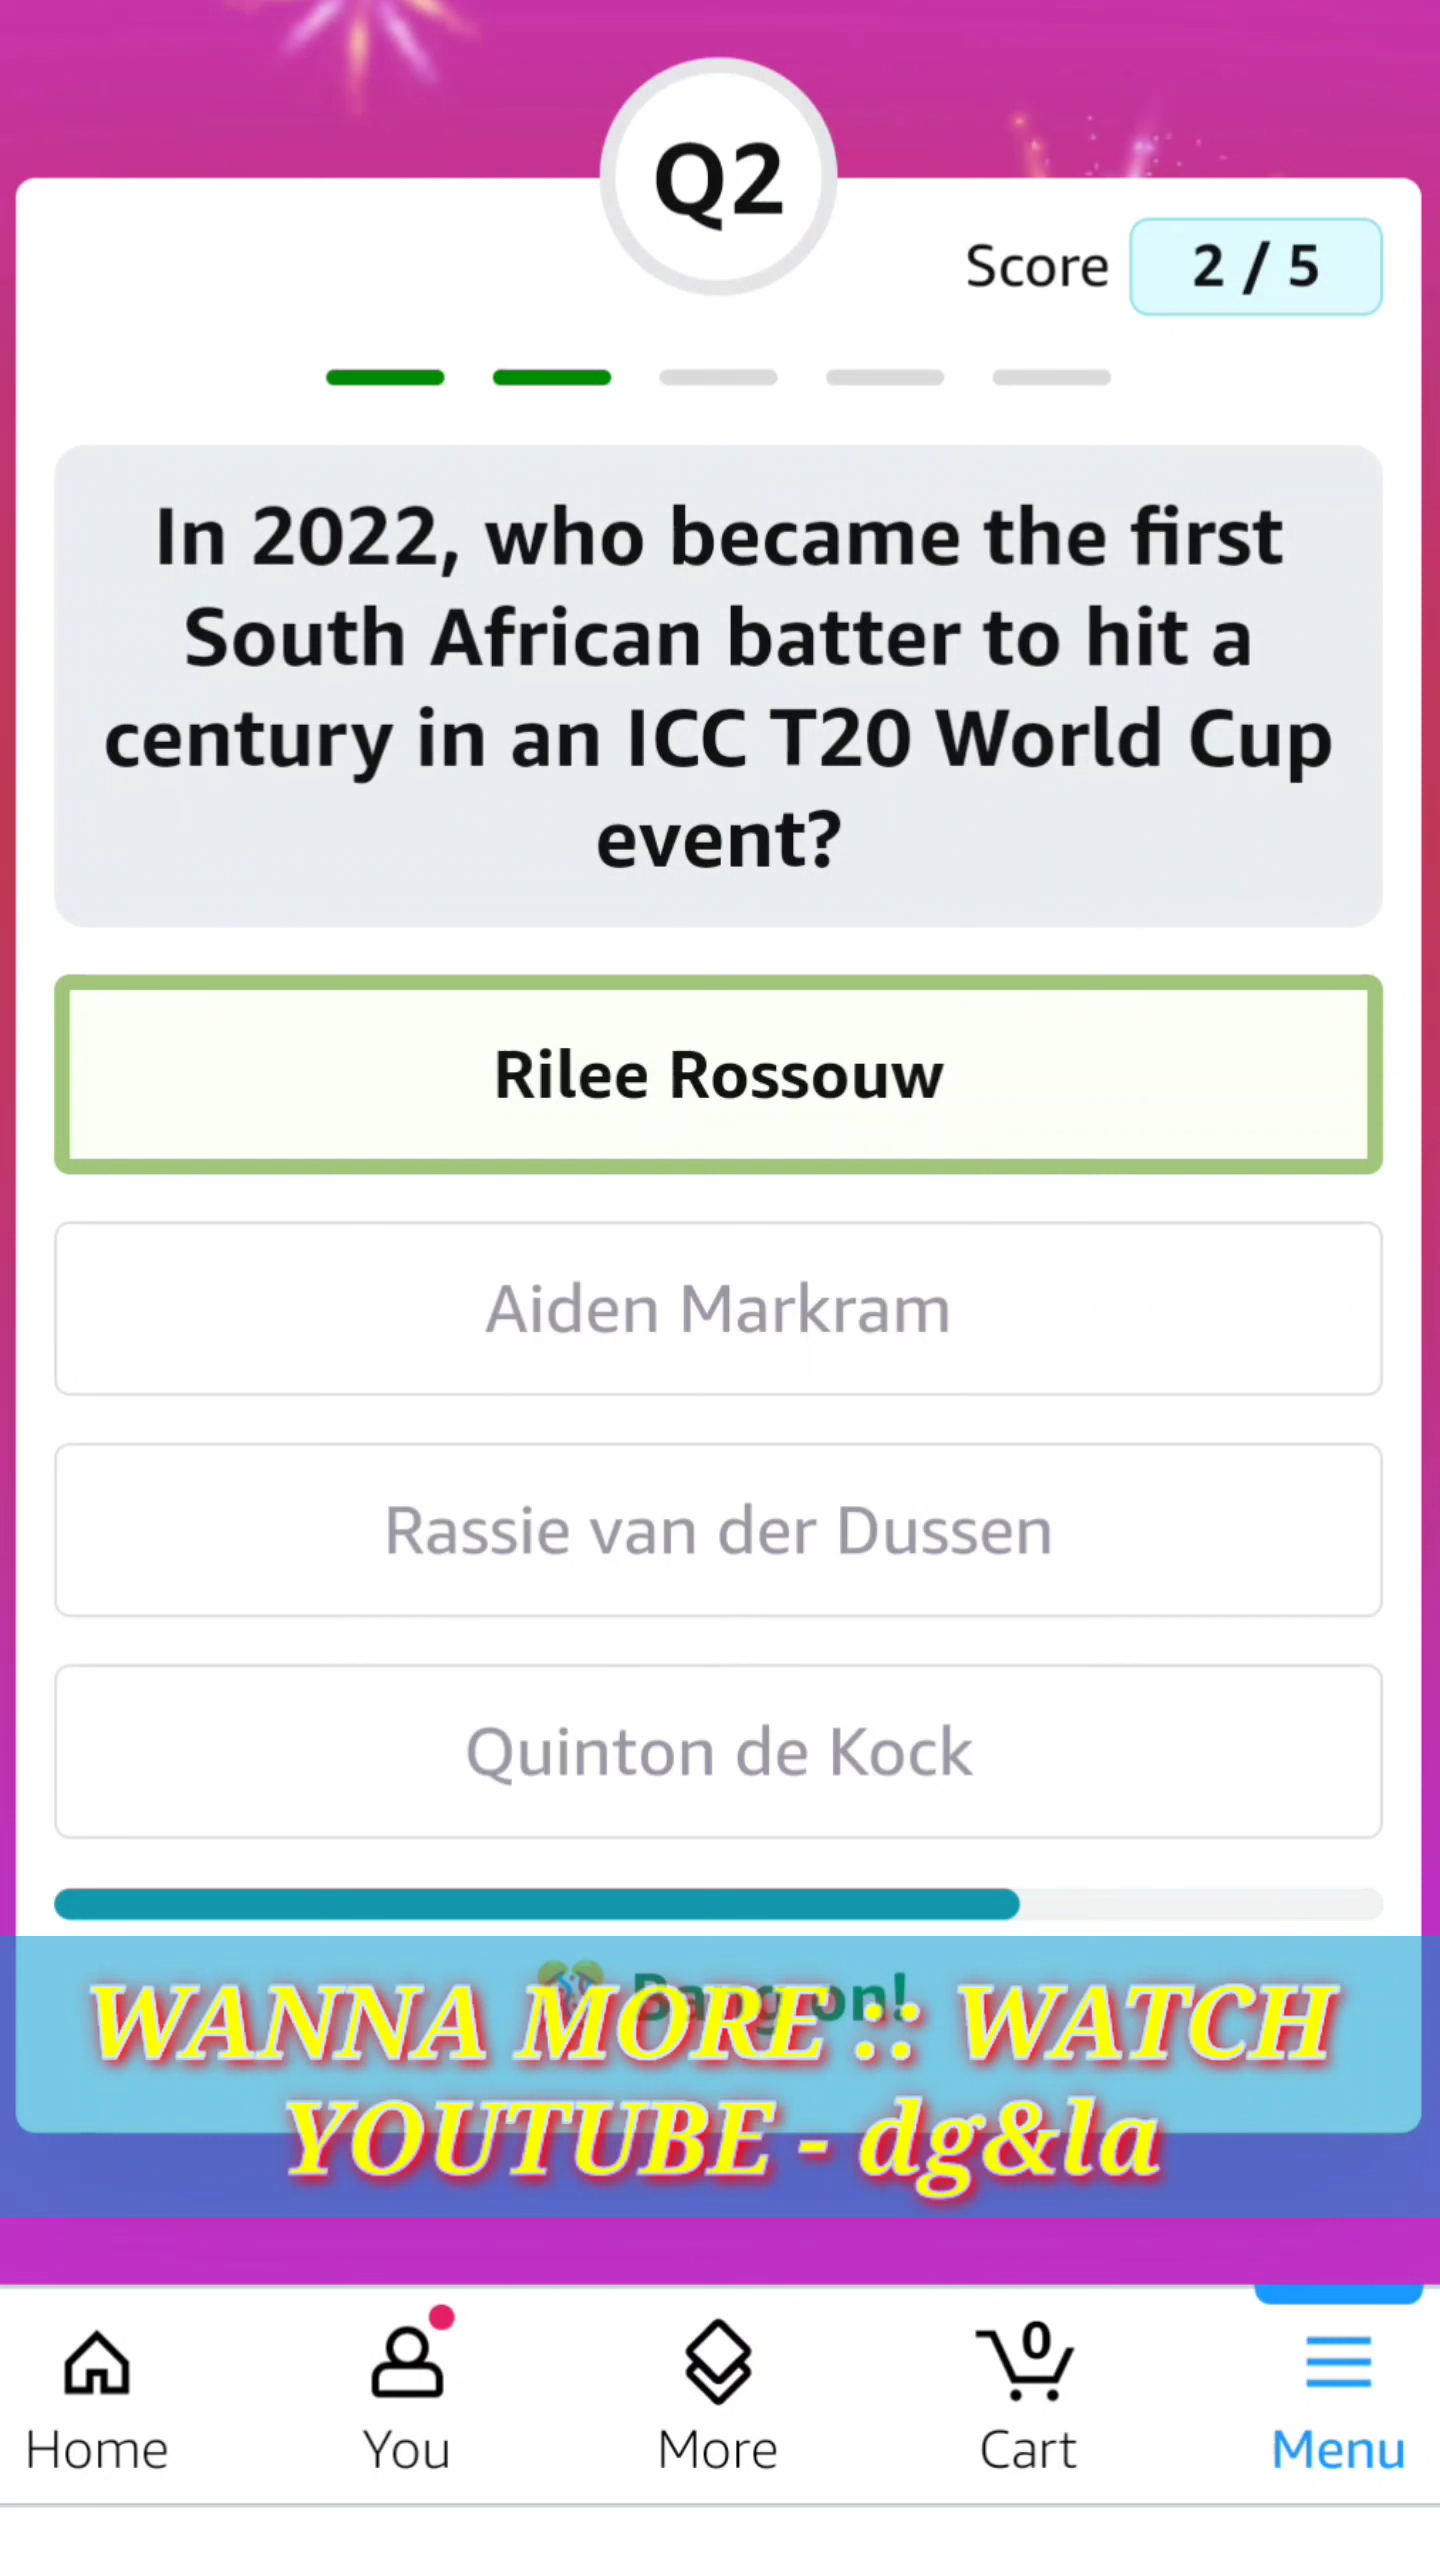 Q2
Score 2 / 5
In 2022, who became the first
South African batter to hit a
century in an ICC T20 World Cup
event?
Rilee Rossouw
Aiden Markram
Rassie van der Dussen
Quinton de Kock
Bang on!
WANNA MORE :: WATCH
YOUTUBE - dg&la
0
Home You More Cart Menu